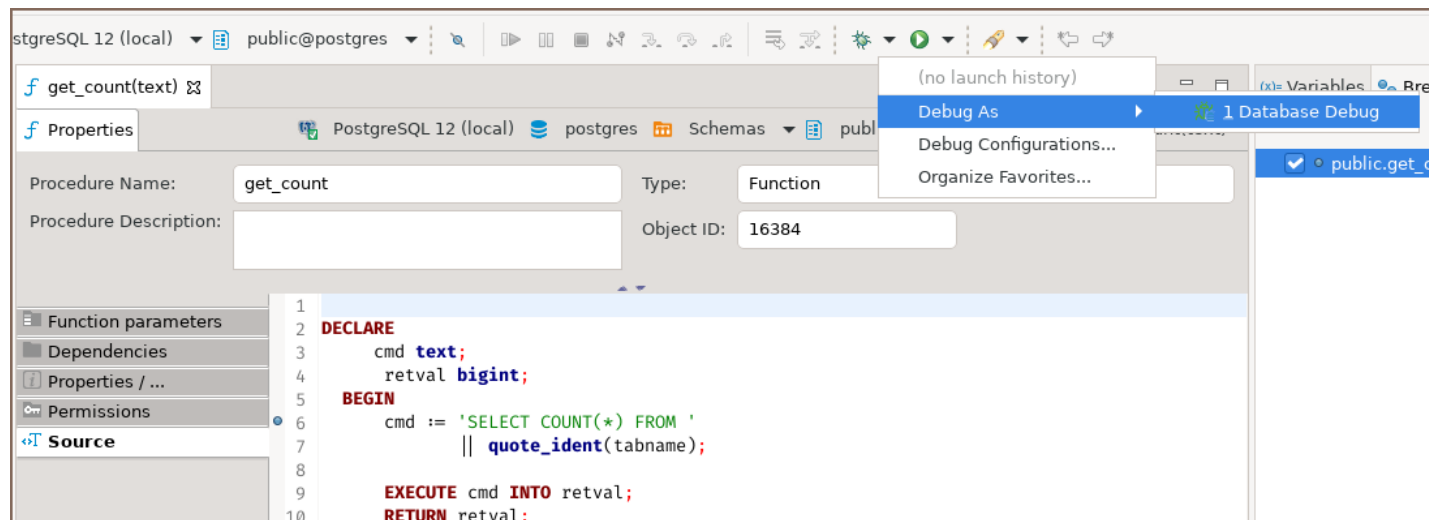 stgreSQL 12 (local) public@postgres
(no launch history)
Debug As
1 Database Debug
Debug Configurations...
Organize Favorites...
get_count(text)
(x)= Variables Bre
Properties PostgreSQL 12 (local) postgres Schemas publ
public.get_c
Procedure Name: get_count Type: Function
Procedure Description: Object ID: 16384
Function parameters
Dependencies
Properties / ...
Permissions
Source
1
2 DECLARE
3 cmd text;
4 retval bigint;
5 BEGIN
6 cmd := 'SELECT COUNT(*) FROM '
7 || quote_ident(tabname);
8
9 EXECUTE cmd INTO retval;
10 RETURN retval;